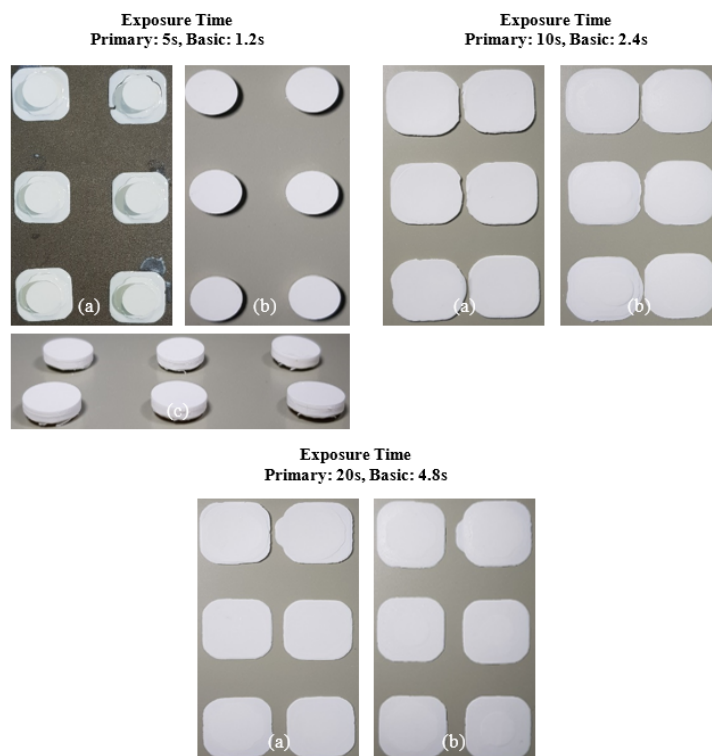 Exposure Time
Primary: 5s, Basic: 1.2s
(a)
(b)
(c)
Exposure Time
Primary: 10s, Basic: 2.4s
(a)
(b)
Exposure Time
Primary: 20s, Basic: 4.8s
(a)
(b)